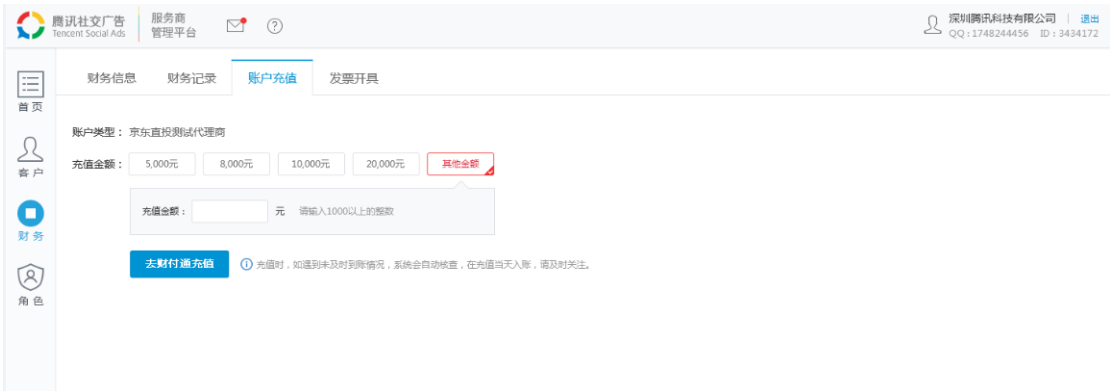 腾讯社交广告
Tencent Social Ads
服务商
管理平台
深圳腾讯科技有限公司 | 退出
QQ:1748244456 ID:3434172
首页
客户
财务
角色
财务信息 财务记录 账户充值 发票开具
账户类型: 京东直投测试代理商
充值金额: 5,000元 8,000元 10,000元 20,000元 其他金额
充值金额: 元 请输入1000以上的整数
去财付通充值 充值时,如遇到未及时到账情况,系统会自动核查,在充值当天入账,请及时关注。